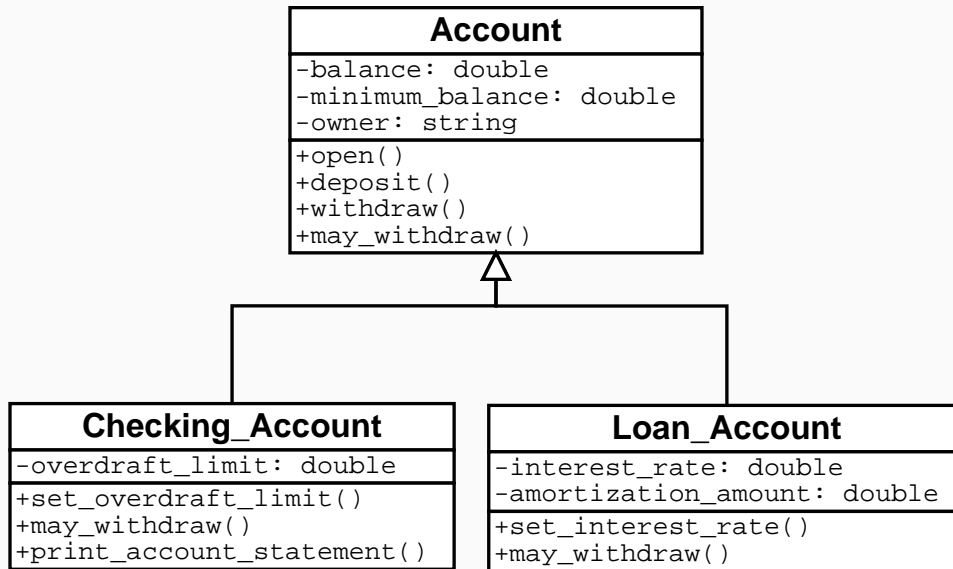 Account
-balance: double
-minimum_balance: double
-owner: string
+open()
+deposit()
+withdraw()
+may_withdraw()
Checking_Account
-overdraft_limit: double
+set_overdraft_limit()
+may_withdraw()
+print_account_statement()
Loan_Account
-interest_rate: double
-amortization_amount: double
+set_interest_rate()
+may_withdraw()